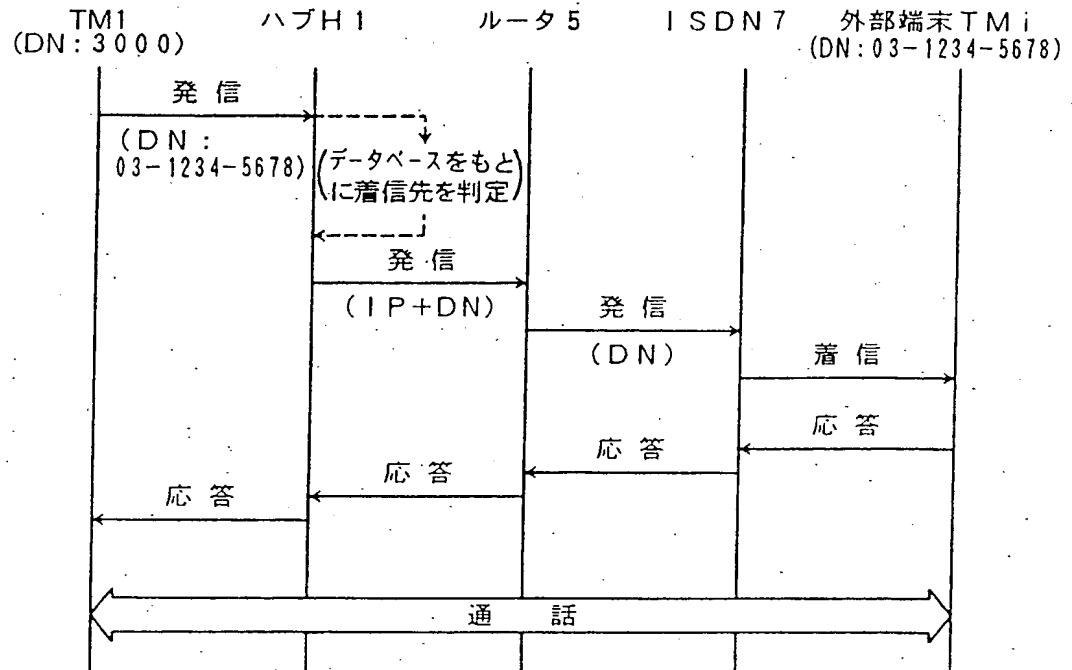 TM1 ハブH1 ルータ5 ISDN7 外部端末TMi
(DN:3000) (DN:03-1234-5678)
発信
(DN:
03-1234-5678)
(データベースをもと
に着信先を判定)
発信
(IP+DN)
発信
(DN)
着信
応答
応答
応答
応答
通話